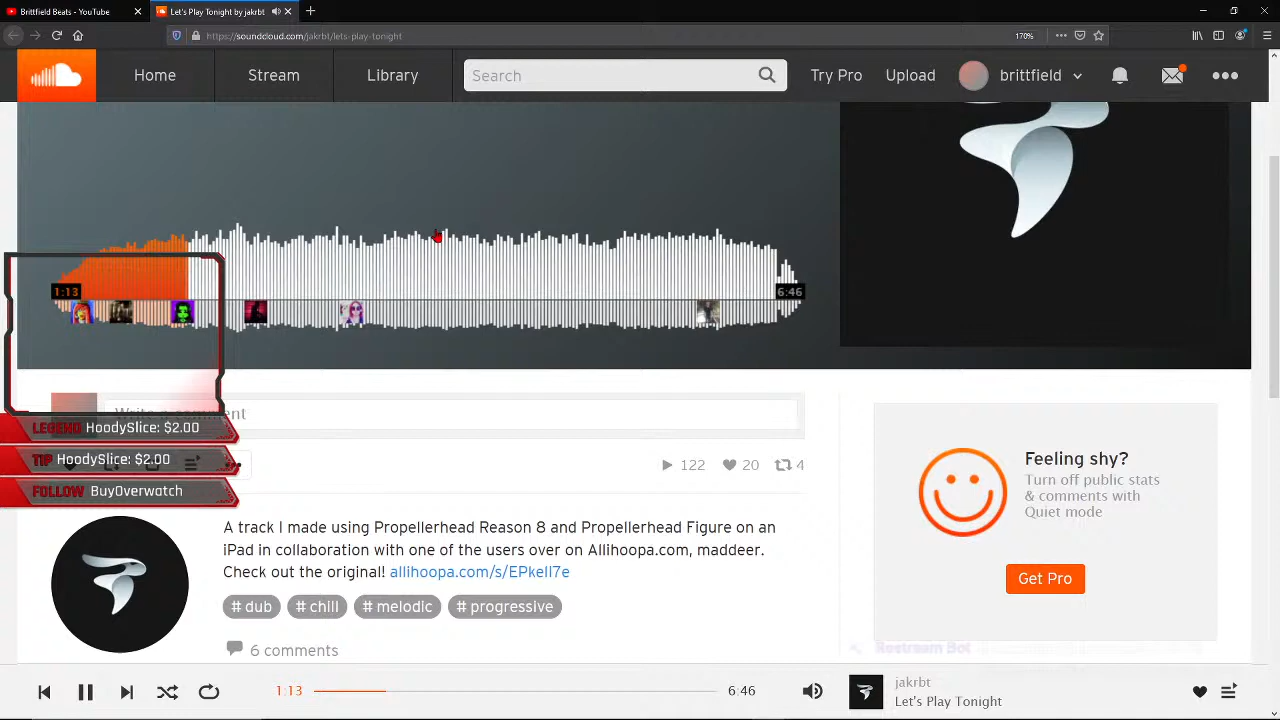 Brittfield Beats - YouTube
Let's Play Tonight by jakrbt
https://soundcloud.com/jakrbt/lets-play-tonight
170%
Home
Stream
Library
Search
Try Pro
Upload
brittfield
1:13
6:46
Write a comment
LEGEND HoodySlice: $2.00
TIP HoodySlice: $2.00
FOLLOW BuyOverwatch
122
20
4
Feeling shy?
Turn off public stats
& comments with
Quiet mode
Get Pro
A track I made using Propellerhead Reason 8 and Propellerhead Figure on an
iPad in collaboration with one of the users over on Allihoopa.com, maddeer.
Check out the original! allihoopa.com/s/EPkeII7e
# dub
# chill
# melodic
# progressive
6 comments
Restream Bot
1:13
6:46
jakrbt
Let's Play Tonight